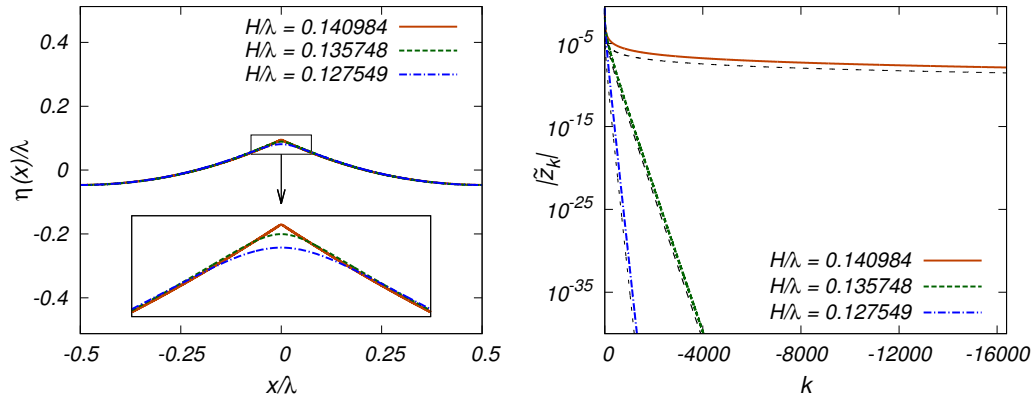 H/λ = 0.140984
H/λ = 0.135748
H/λ = 0.127549
0.4
0.2
0
-0.2
-0.4
η(x)/λ
-0.5
-0.25
0
0.25
0.5
x/λ
10^-5
10^-15
10^-25
10^-35
|z̃_k|
H/λ = 0.140984
H/λ = 0.135748
H/λ = 0.127549
0
-4000
-8000
-12000
-16000
k